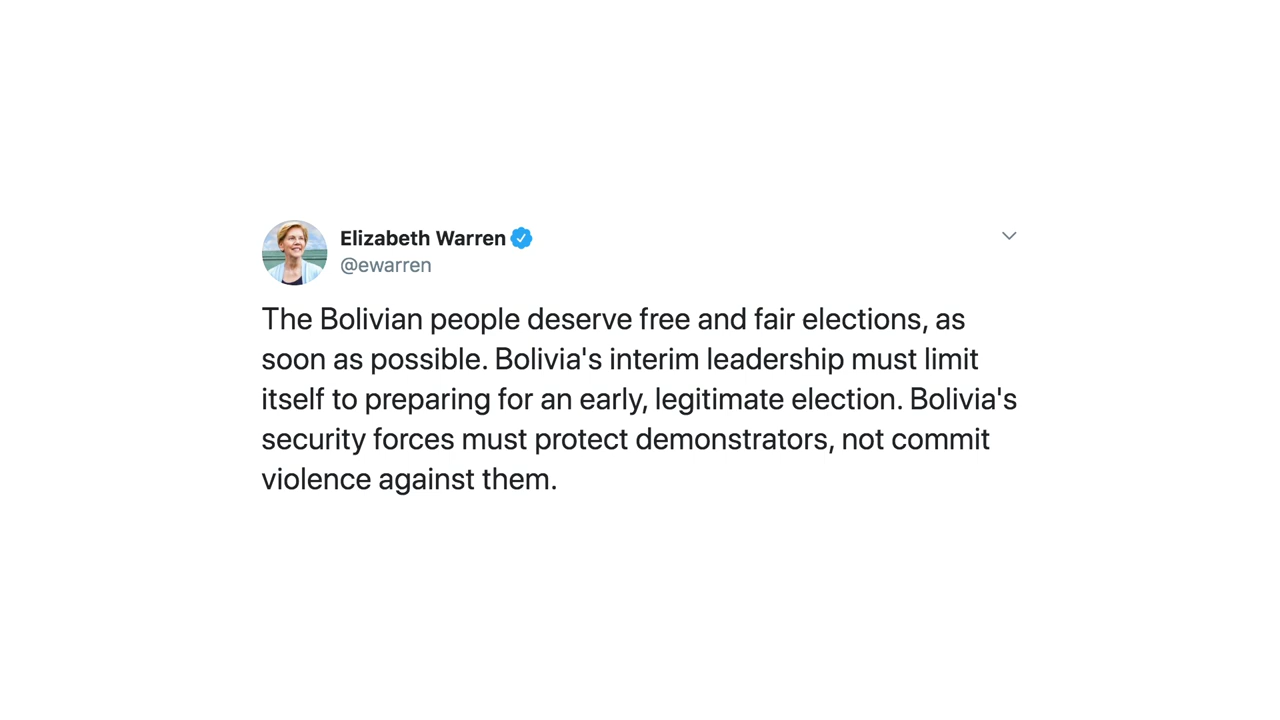 Elizabeth Warren
@ewarren
The Bolivian people deserve free and fair elections, as
soon as possible. Bolivia's interim leadership must limit
itself to preparing for an early, legitimate election. Bolivia's
security forces must protect demonstrators, not commit
violence against them.